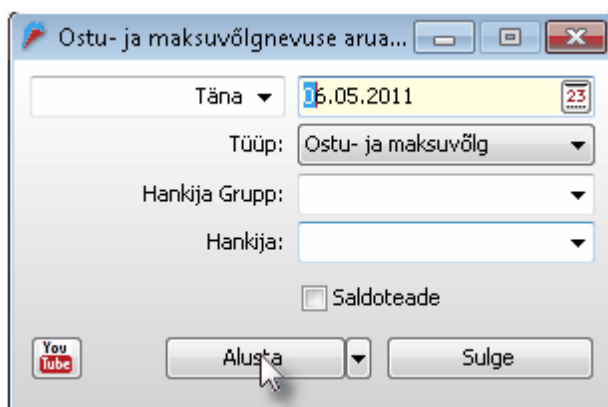 Ostu- ja maksuvõlgnevuse arua...
Täna 06.05.2011 23
Tüüp: Ostu- ja maksuvõlg
Hankija Grupp:
Hankija:
Saldoteade
You Tube Alusta Sulge